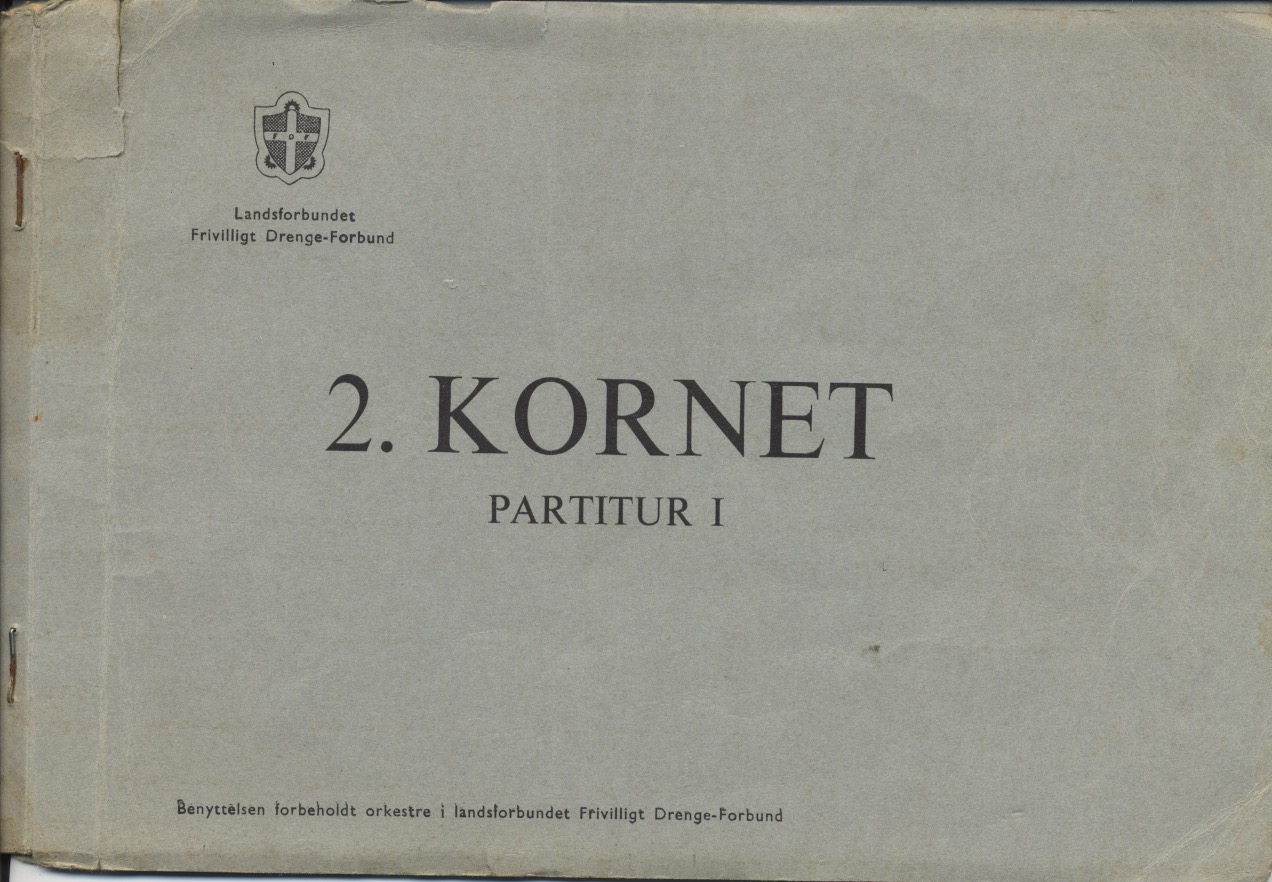 F D F
Landsforbundet
Frivilligt Drenge-Forbund
2. KORNET
PARTITUR I
Benyttelsen forbeholdt orkestre i landsforbundet Frivilligt Drenge-Forbund